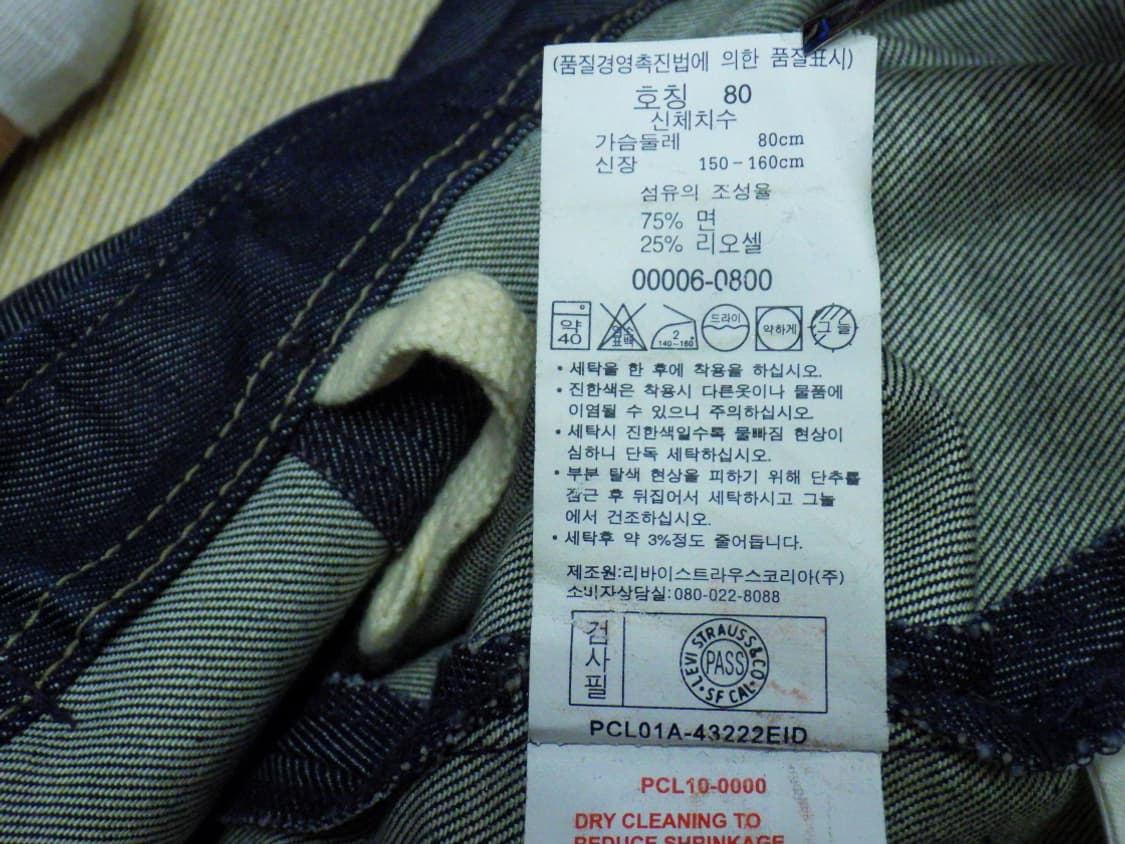 (품질경영촉진법에 의한 품질표시)
호칭 80
신체치수
가슴둘레 80cm
신장 150-160cm
섬유의 조성율
75% 면
25% 리오셀
00006-0800
약 40
염소 표백
2 140~160
드라이
약하게
그늘
• 세탁을 한 후에 착용을 하십시오.
• 진한색은 착용시 다른옷이나 물품에
이염될 수 있으니 주의하십시오.
• 세탁시 진한색일수록 물빠짐 현상이
심하니 단독 세탁하십시오.
• 부분 탈색 현상을 피하기 위해 단추를
잠근 후 뒤집어서 세탁하시고 그늘
에서 건조하십시오.
• 세탁후 약 3%정도 줄어듭니다.
제조원:리바이스트라우스코리아(주)
소비자상담실:080-022-8088
검사필
LEVI STRAUSS & CO
PASS
SF CAL
PCL01A-43222EID
PCL10-0000
DRY CLEANING TO
REDUCE SHRINKAGE